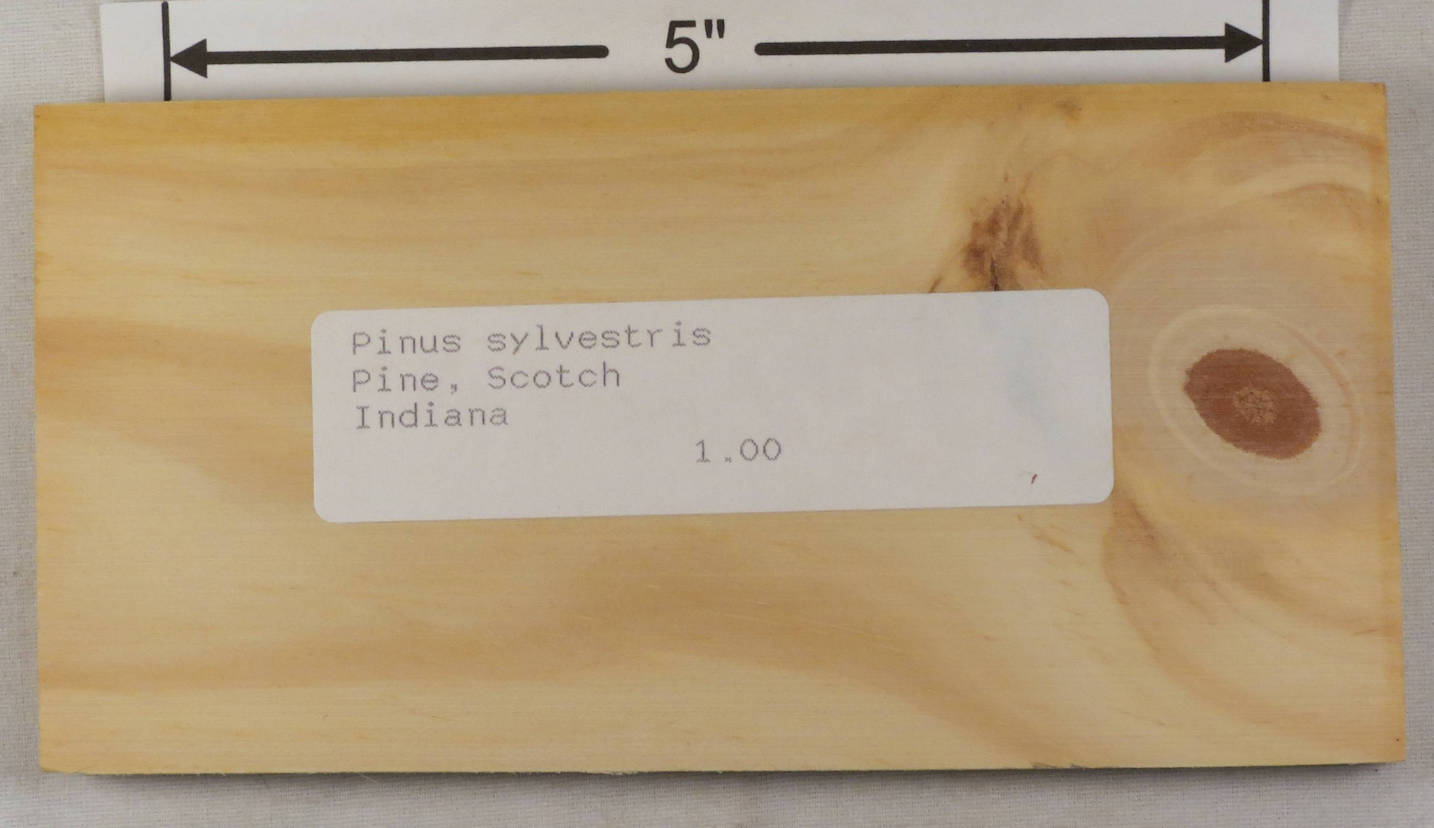 5"
Pinus sylvestris
Pine, Scotch
Indiana
1.00